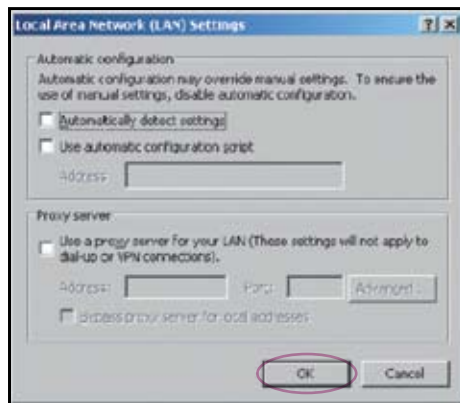 Local Area Network (LAN) Settings
Automatic configuration
Automatic configuration may override manual settings. To ensure the
use of manual settings, disable automatic configuration.
Automatically detect settings
Use automatic configuration script
Address
Proxy server
Use a proxy server for your LAN (These settings will not apply to
dial-up or VPN connections).
Address: Port: Advanced...
Bypass proxy server for local addresses
OK Cancel